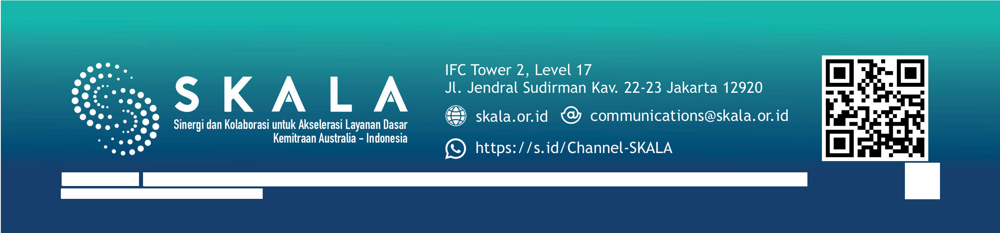 SKALA
Sinergi dan Kolaborasi untuk Akselerasi Layanan Dasar
Kemitraan Australia – Indonesia
IFC Tower 2, Level 17
Jl. Jendral Sudirman Kav. 22-23 Jakarta 12920
skala.or.id communications@skala.or.id
https://s.id/Channel-SKALA